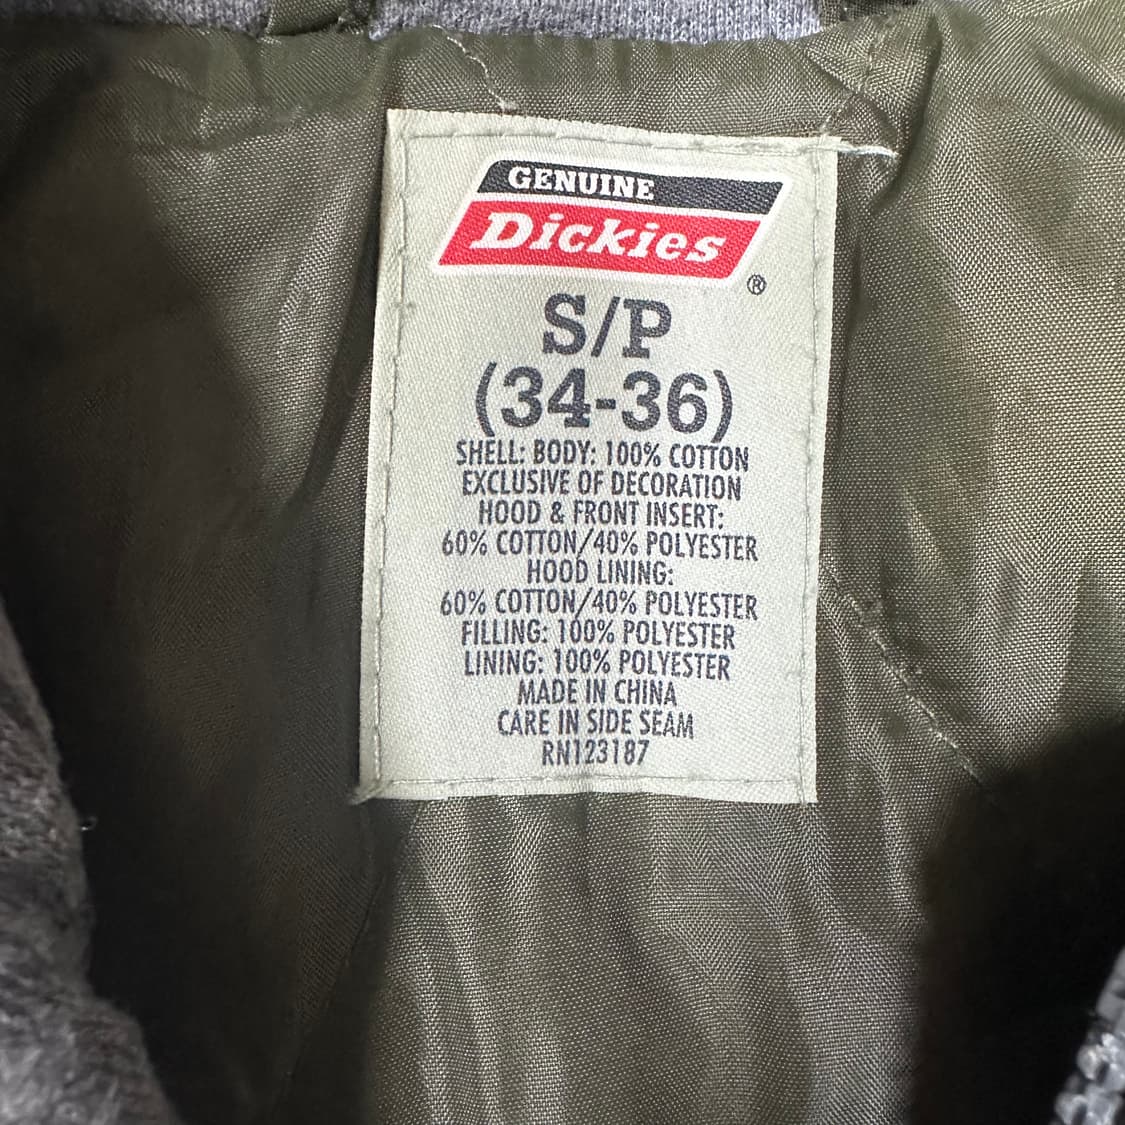 GENUINE
Dickies
®
S/P
(34-36)
SHELL: BODY: 100% COTTON
EXCLUSIVE OF DECORATION
HOOD & FRONT INSERT:
60% COTTON/40% POLYESTER
HOOD LINING:
60% COTTON/40% POLYESTER
FILLING: 100% POLYESTER
LINING: 100% POLYESTER
MADE IN CHINA
CARE IN SIDE SEAM
RN123187